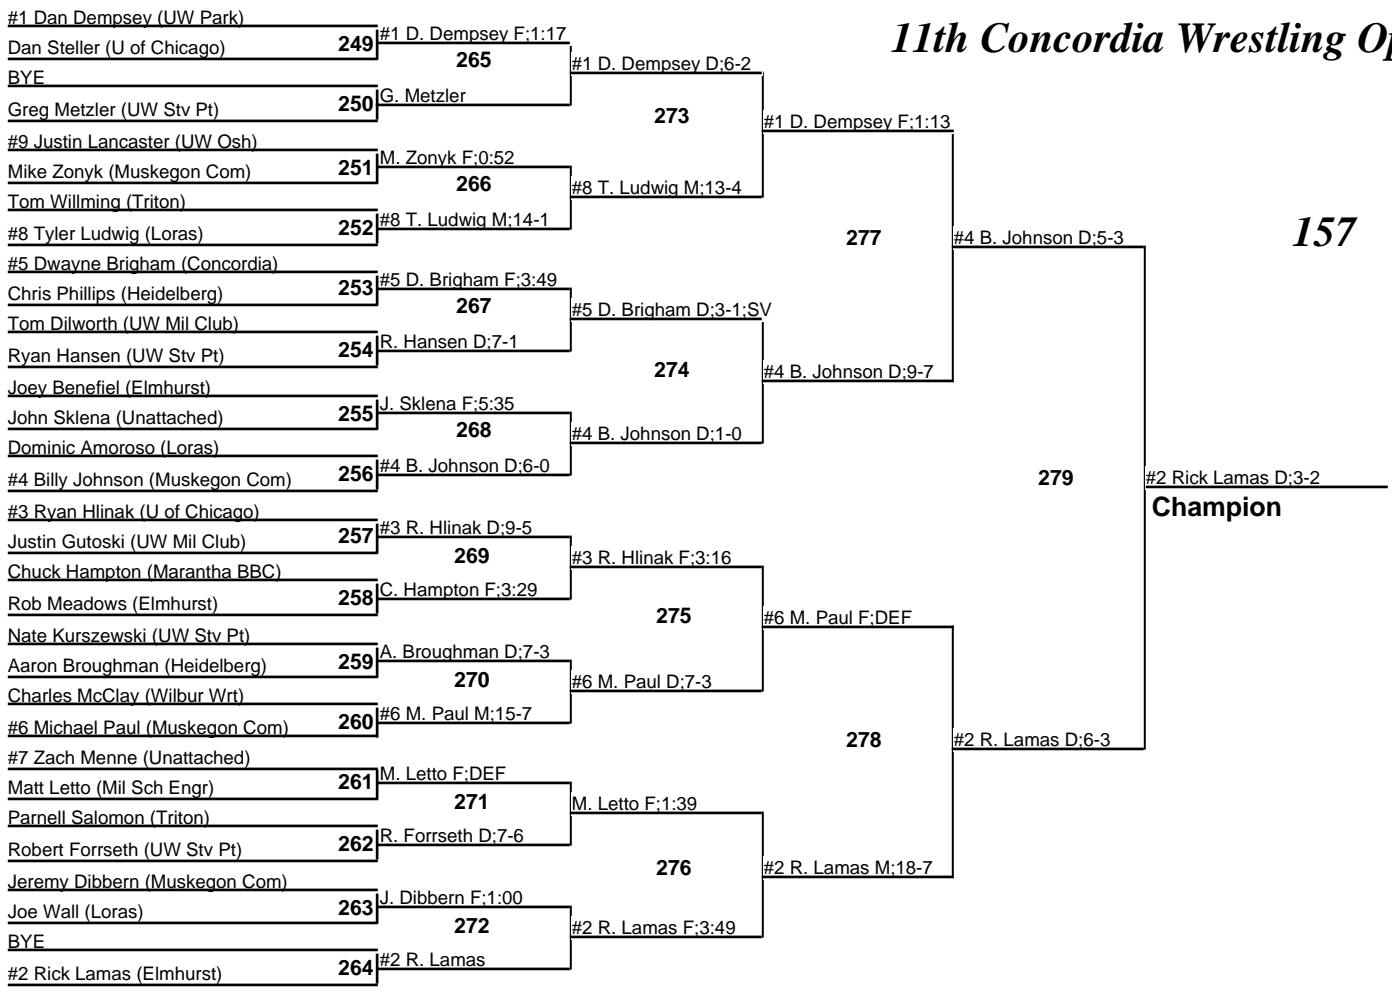 11th Concordia Wrestling Op
157
#1 Dan Dempsey (UW Park)
Dan Steller (U of Chicago)
BYE
Greg Metzler (UW Stv Pt)
#9 Justin Lancaster (UW Osh)
Mike Zonyk (Muskegon Com)
Tom Willming (Triton)
#8 Tyler Ludwig (Loras)
#5 Dwayne Brigham (Concordia)
Chris Phillips (Heidelberg)
Tom Dilworth (UW Mil Club)
Ryan Hansen (UW Stv Pt)
Joey Benefiel (Elmhurst)
John Sklena (Unattached)
Dominic Amoroso (Loras)
#4 Billy Johnson (Muskegon Com)
#3 Ryan Hlinak (U of Chicago)
Justin Gutoski (UW Mil Club)
Chuck Hampton (Marantha BBC)
Rob Meadows (Elmhurst)
Nate Kurszewski (UW Stv Pt)
Aaron Broughman (Heidelberg)
Charles McClay (Wilbur Wrt)
#6 Michael Paul (Muskegon Com)
#7 Zach Menne (Unattached)
Matt Letto (Mil Sch Engr)
Parnell Salomon (Triton)
Robert Forrseth (UW Stv Pt)
Jeremy Dibbern (Muskegon Com)
Joe Wall (Loras)
BYE
#2 Rick Lamas (Elmhurst)
249
250
251
252
253
254
255
256
257
258
259
260
261
262
263
264
#1 D. Dempsey F;1:17
G. Metzler
M. Zonyk F;0:52
#8 T. Ludwig M;14-1
#5 D. Brigham F;3:49
R. Hansen D;7-1
J. Sklena F;5:35
#4 B. Johnson D;6-0
#3 R. Hlinak D;9-5
C. Hampton F;3:29
A. Broughman D;7-3
#6 M. Paul M;15-7
M. Letto F;DEF
R. Forrseth D;7-6
J. Dibbern F;1:00
#2 R. Lamas
265
266
267
268
269
270
271
272
#1 D. Dempsey D;6-2
#8 T. Ludwig M;13-4
#5 D. Brigham D;3-1;SV
#4 B. Johnson D;1-0
#3 R. Hlinak F;3:16
#6 M. Paul D;7-3
M. Letto F;1:39
#2 R. Lamas F;3:49
273
274
275
276
#1 D. Dempsey F;1:13
#4 B. Johnson D;9-7
#6 M. Paul F;DEF
#2 R. Lamas M;18-7
277
278
#4 B. Johnson D;5-3
#2 R. Lamas D;6-3
279
#2 Rick Lamas D;3-2
Champion